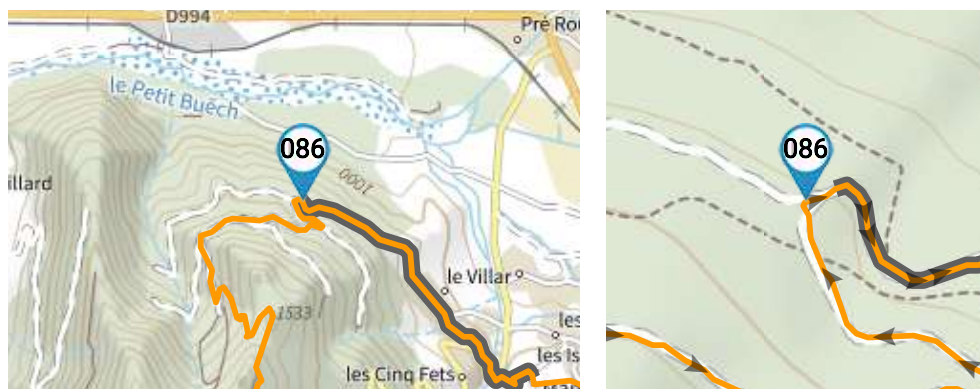 D994
Pré Rou
le Petit Buëch
086
086
illard
1000
le Villar
1533
les
les Is
les Cinq Fets